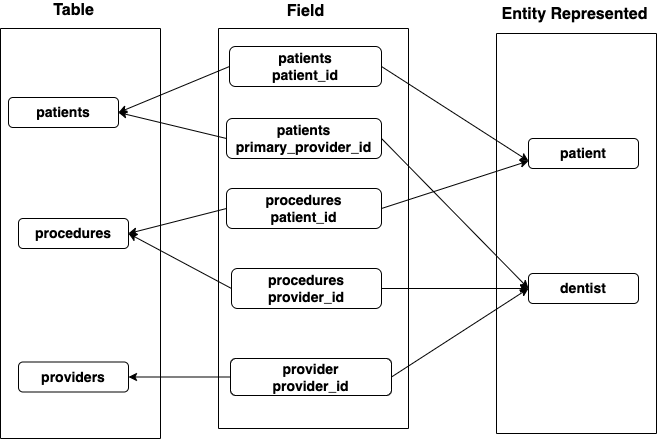 Table
Field
Entity Represented
patients
procedures
providers
patients
patient_id
patients
primary_provider_id
procedures
patient_id
procedures
provider_id
provider
provider_id
patient
dentist